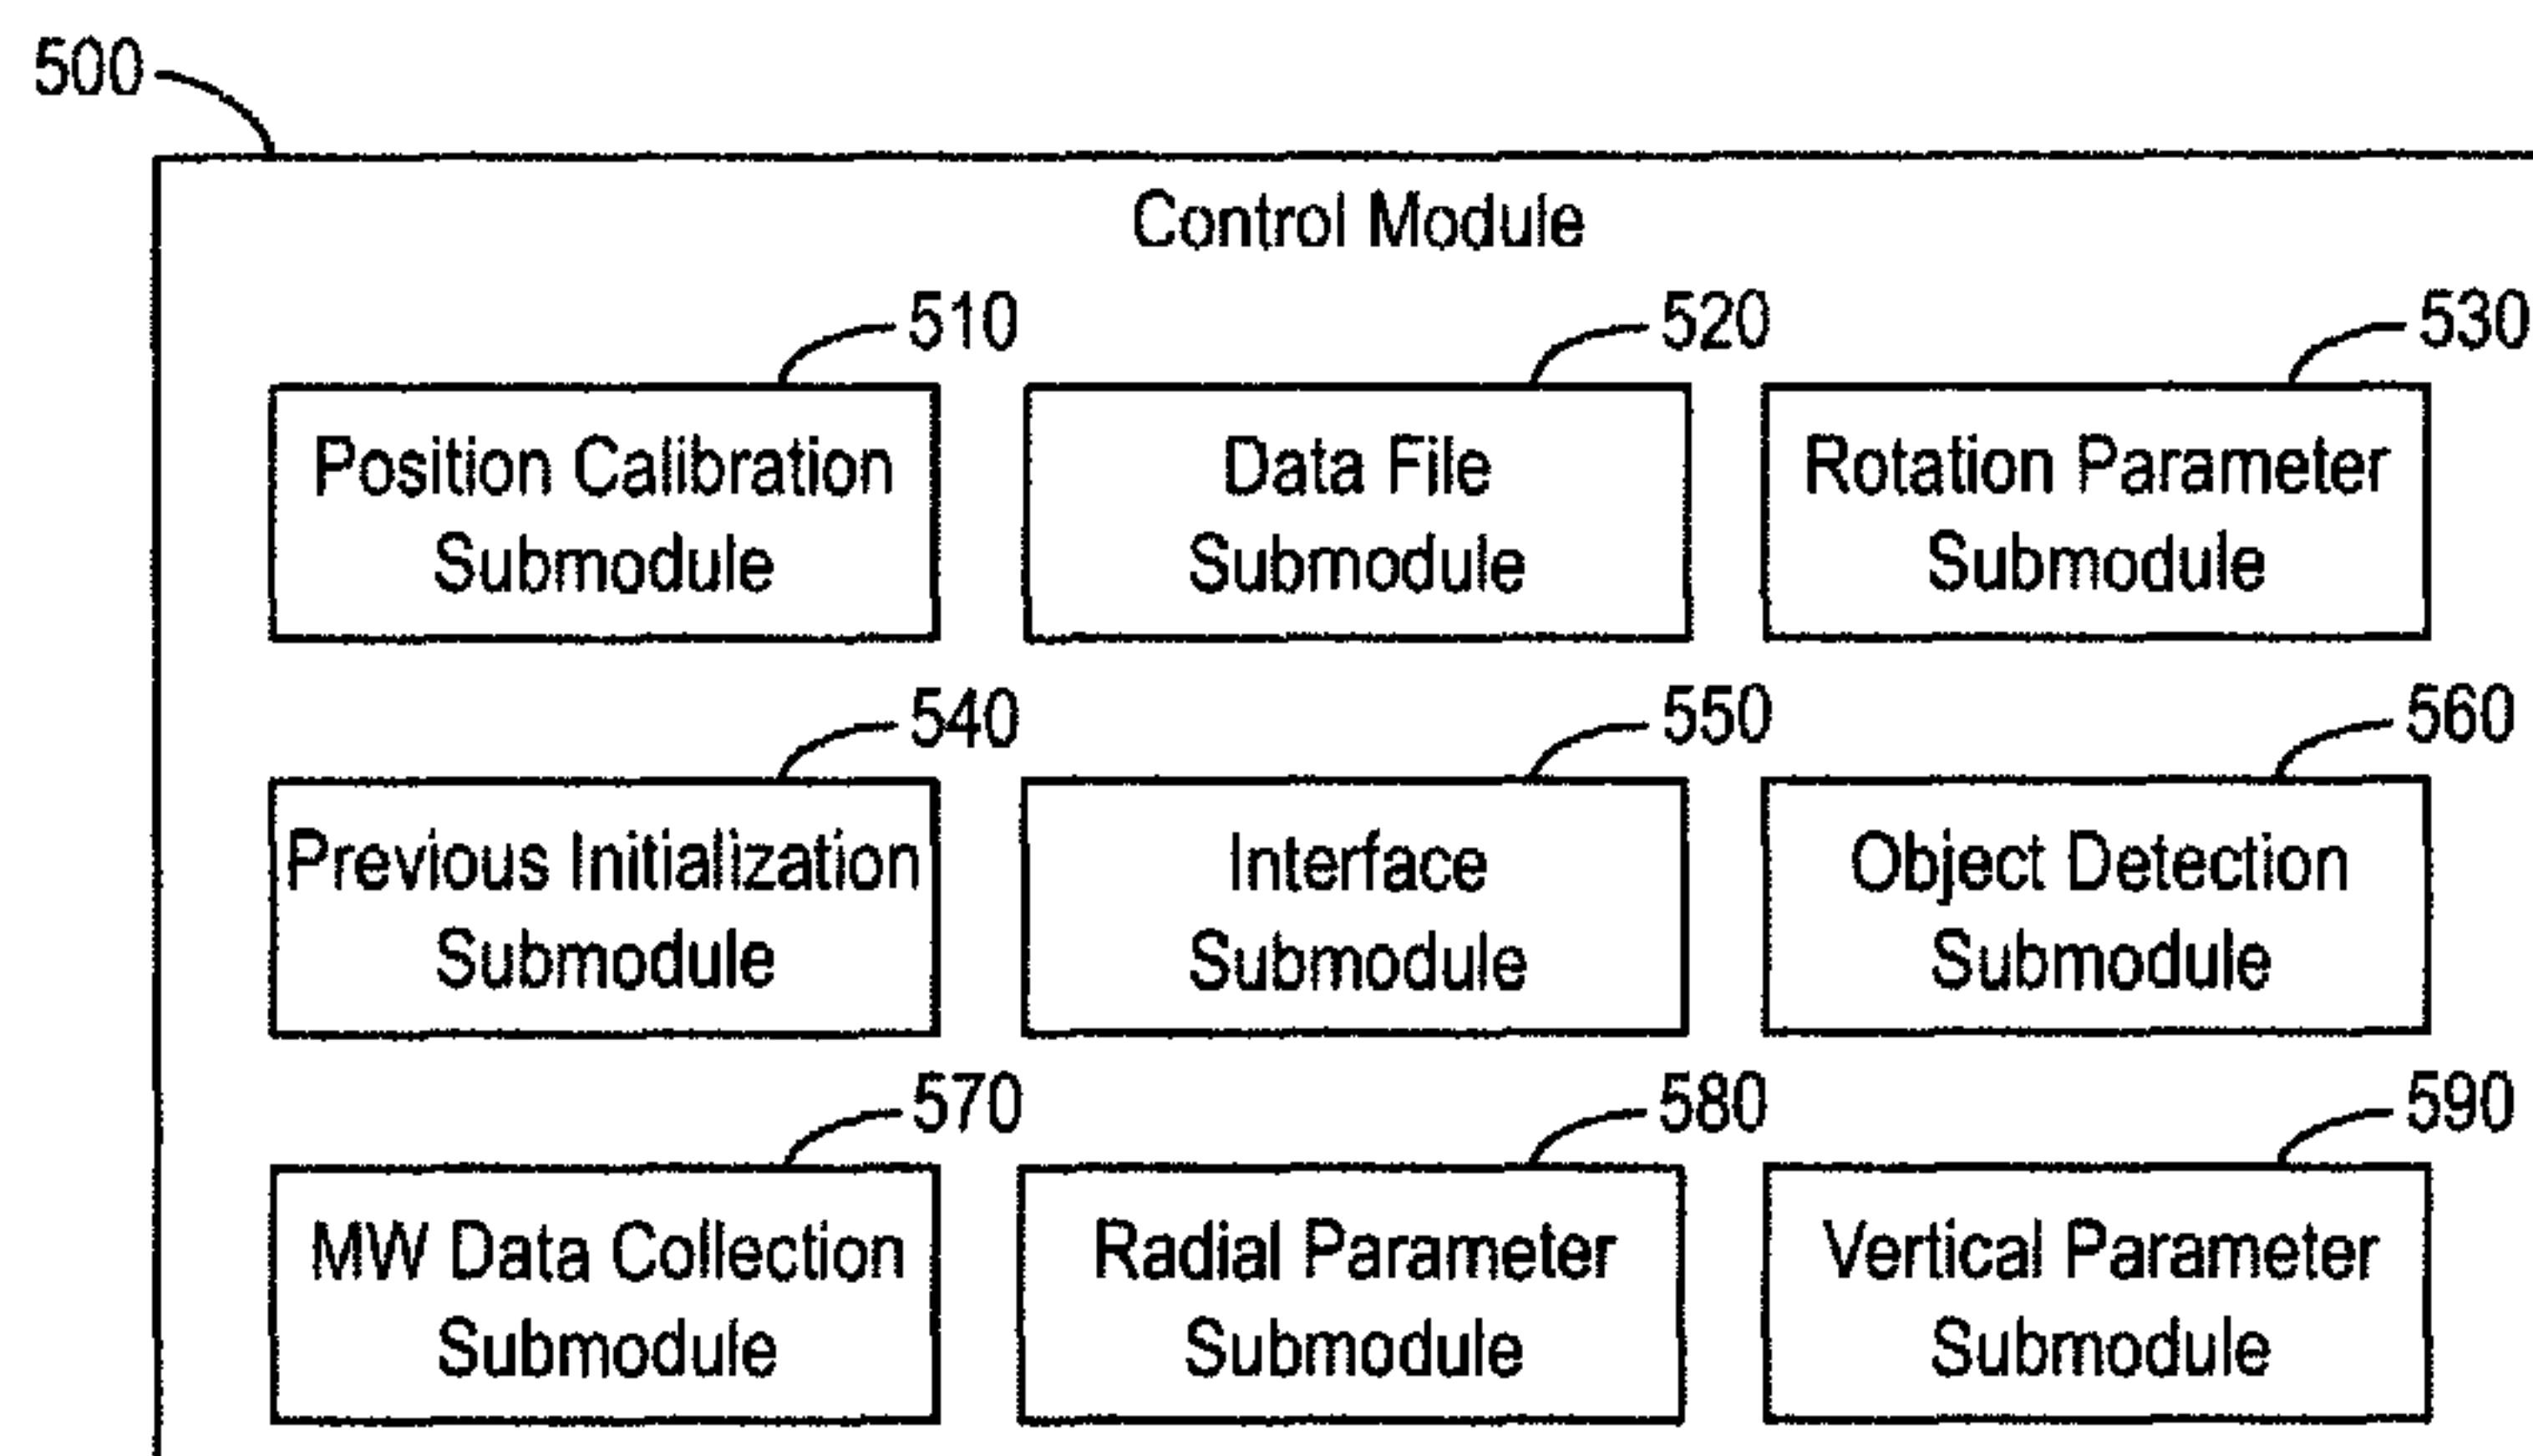 500
Control Module
510
520
530
Position Calibration
Submodule
Data File
Submodule
Rotation Parameter
Submodule
540
550
560
Previous Initialization
Submodule
Interface
Submodule
Object Detection
Submodule
570
580
590
MW Data Collection
Submodule
Radial Parameter
Submodule
Vertical Parameter
Submodule